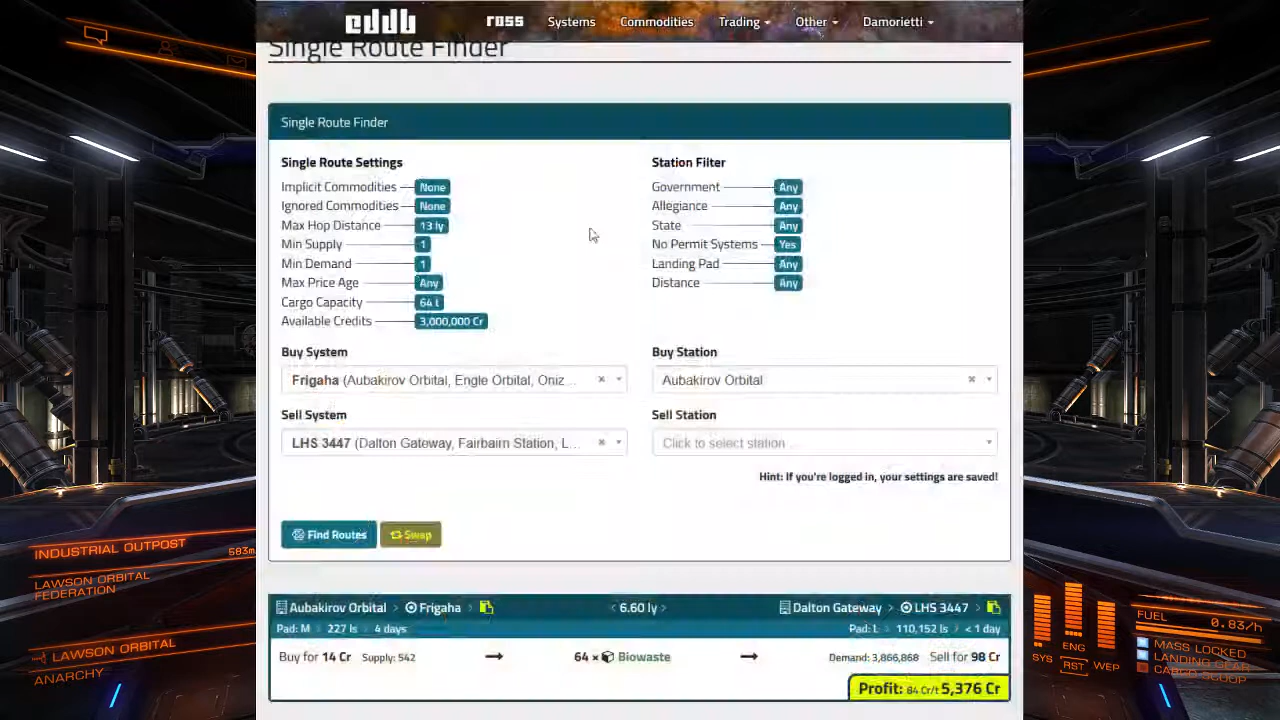 eddb
ross
Systems
Commodities
Trading
Other
Damorietti
Single Route Finder
Single Route Finder
Single Route Settings
Implicit Commodities None
Ignored Commodities None
Max Hop Distance 13 ly
Min Supply 1
Min Demand 1
Max Price Age Any
Cargo Capacity 64 t
Available Credits 3,000,000 Cr
Station Filter
Government Any
Allegiance Any
State Any
No Permit Systems Yes
Landing Pad Any
Distance Any
Buy System
Frigaha (Aubakirov Orbital, Engle Orbital, Oniz...
Buy Station
Aubakirov Orbital
Sell System
LHS 3447 (Dalton Gateway, Fairbairn Station, L...
Sell Station
Click to select station ...
Hint: If you're logged in, your settings are saved!
Find Routes
Swap
Aubakirov Orbital > Frigaha >
< 6.60 ly >
Dalton Gateway > LHS 3447 >
Pad: M 227 ls 4 days
Pad: L 110,152 ls < 1 day
Buy for 14 Cr Supply: 542
64 × Biowaste
Demand: 3,866,868 Sell for 98 Cr
Profit: 84 Cr/t 5,376 Cr
INDUSTRIAL OUTPOST
583m
LAWSON ORBITAL
FEDERATION
LAWSON ORBITAL
ANARCHY
SYS
ENG
RST
WEP
FUEL
0.83/h
MASS LOCKED
LANDING GEAR
CARGO SCOOP